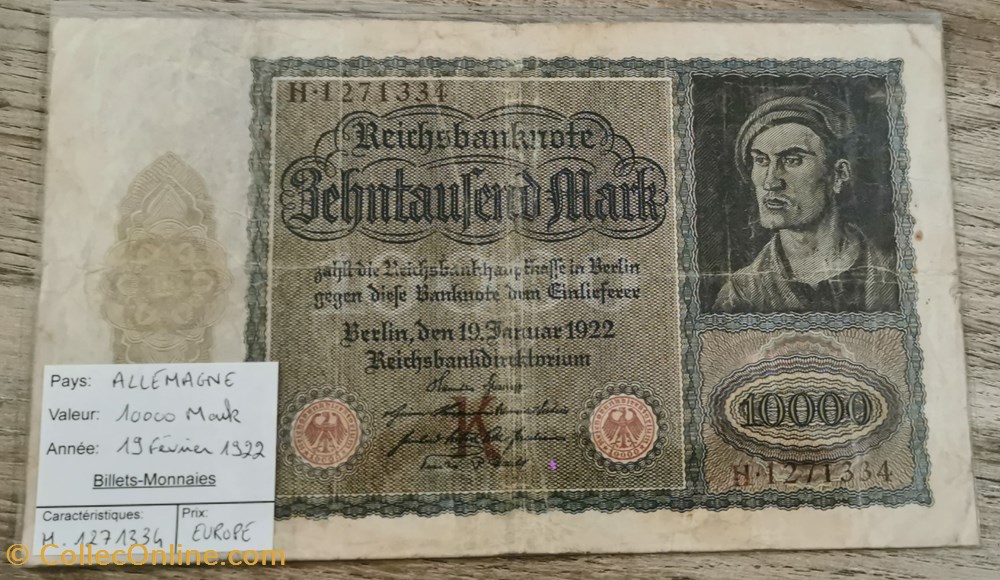 H·1271334
Reichsbanknote
Zehntausend Mark
zahlt die Reichsbankhauptkasse in Berlin
gegen diese Banknote dem Einlieferer
Berlin, den 19. Januar 1922
Reichsbankdirektorium
K
10000
H·1271334
Pays: ALLEMAGNE
Valeur: 10000 Mark
Année: 19 Février 1922
Billets-Monnaies
Caractéristiques:
H. 1271334
Prix:
EUROPE
© CollecOnline.com